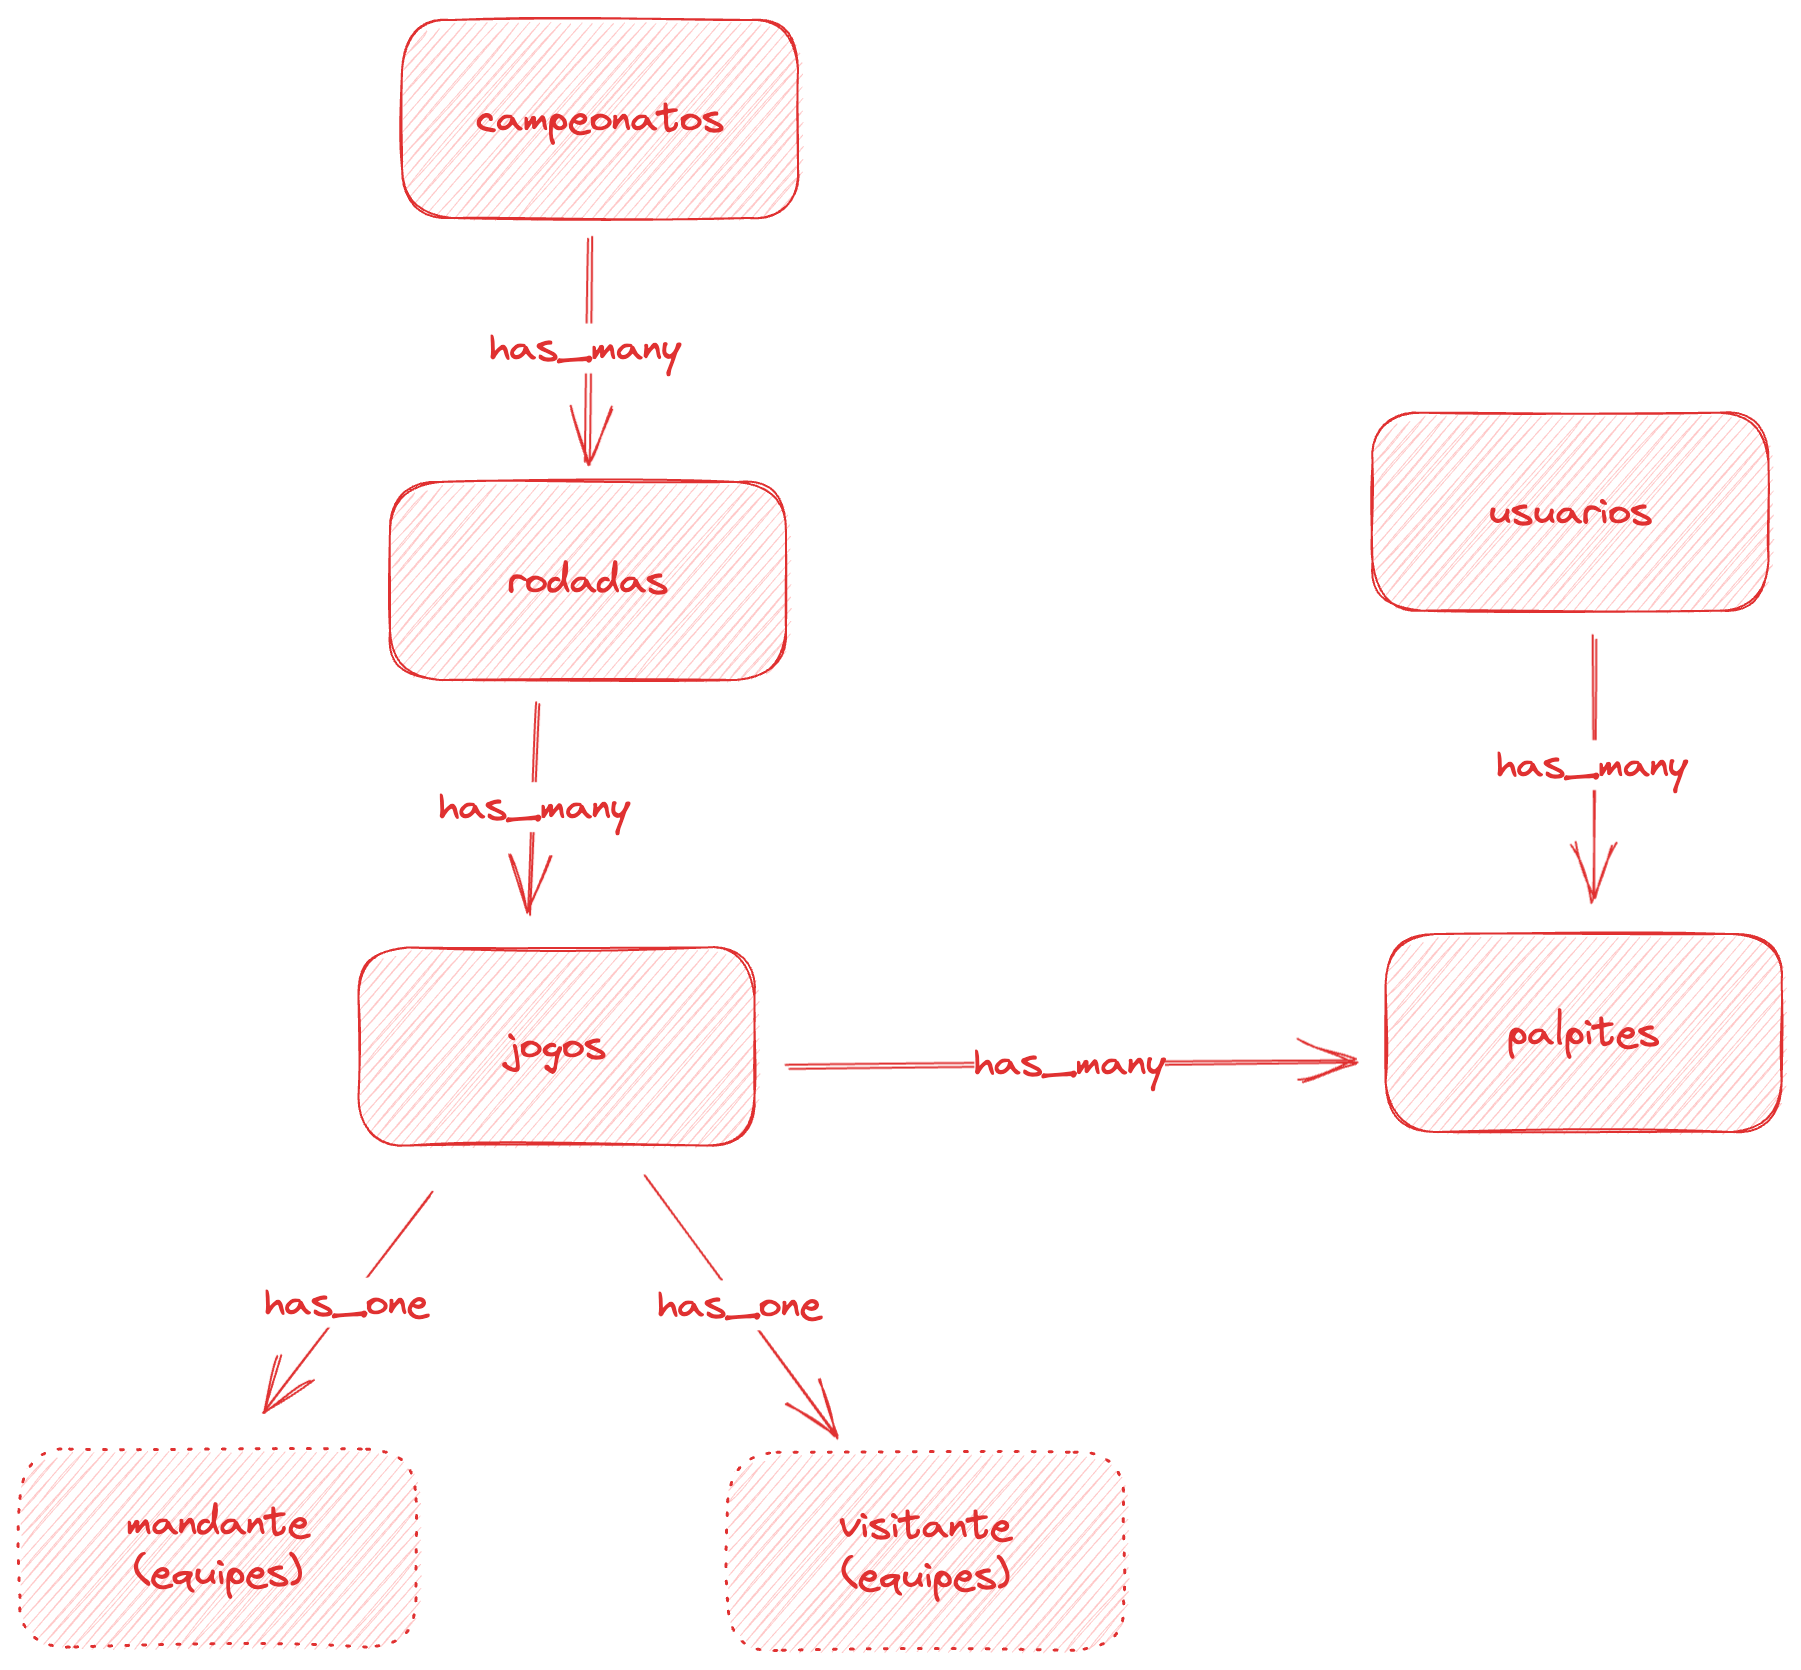 campeonatos
has_many
rodadas
usuarios
has_many
has_many
jogos
has_many
palpites
has_one
has_one
mandante
(equipes)
visitante
(equipes)